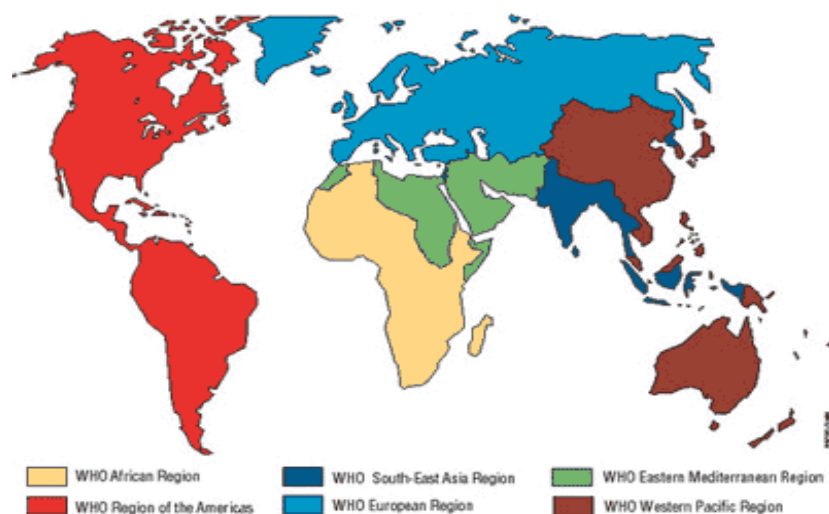 WHO African Region
WHO South-East Asia Region
WHO Eastern Mediterranean Region
WHO Region of the Americas
WHO European Region
WHO Western Pacific Region